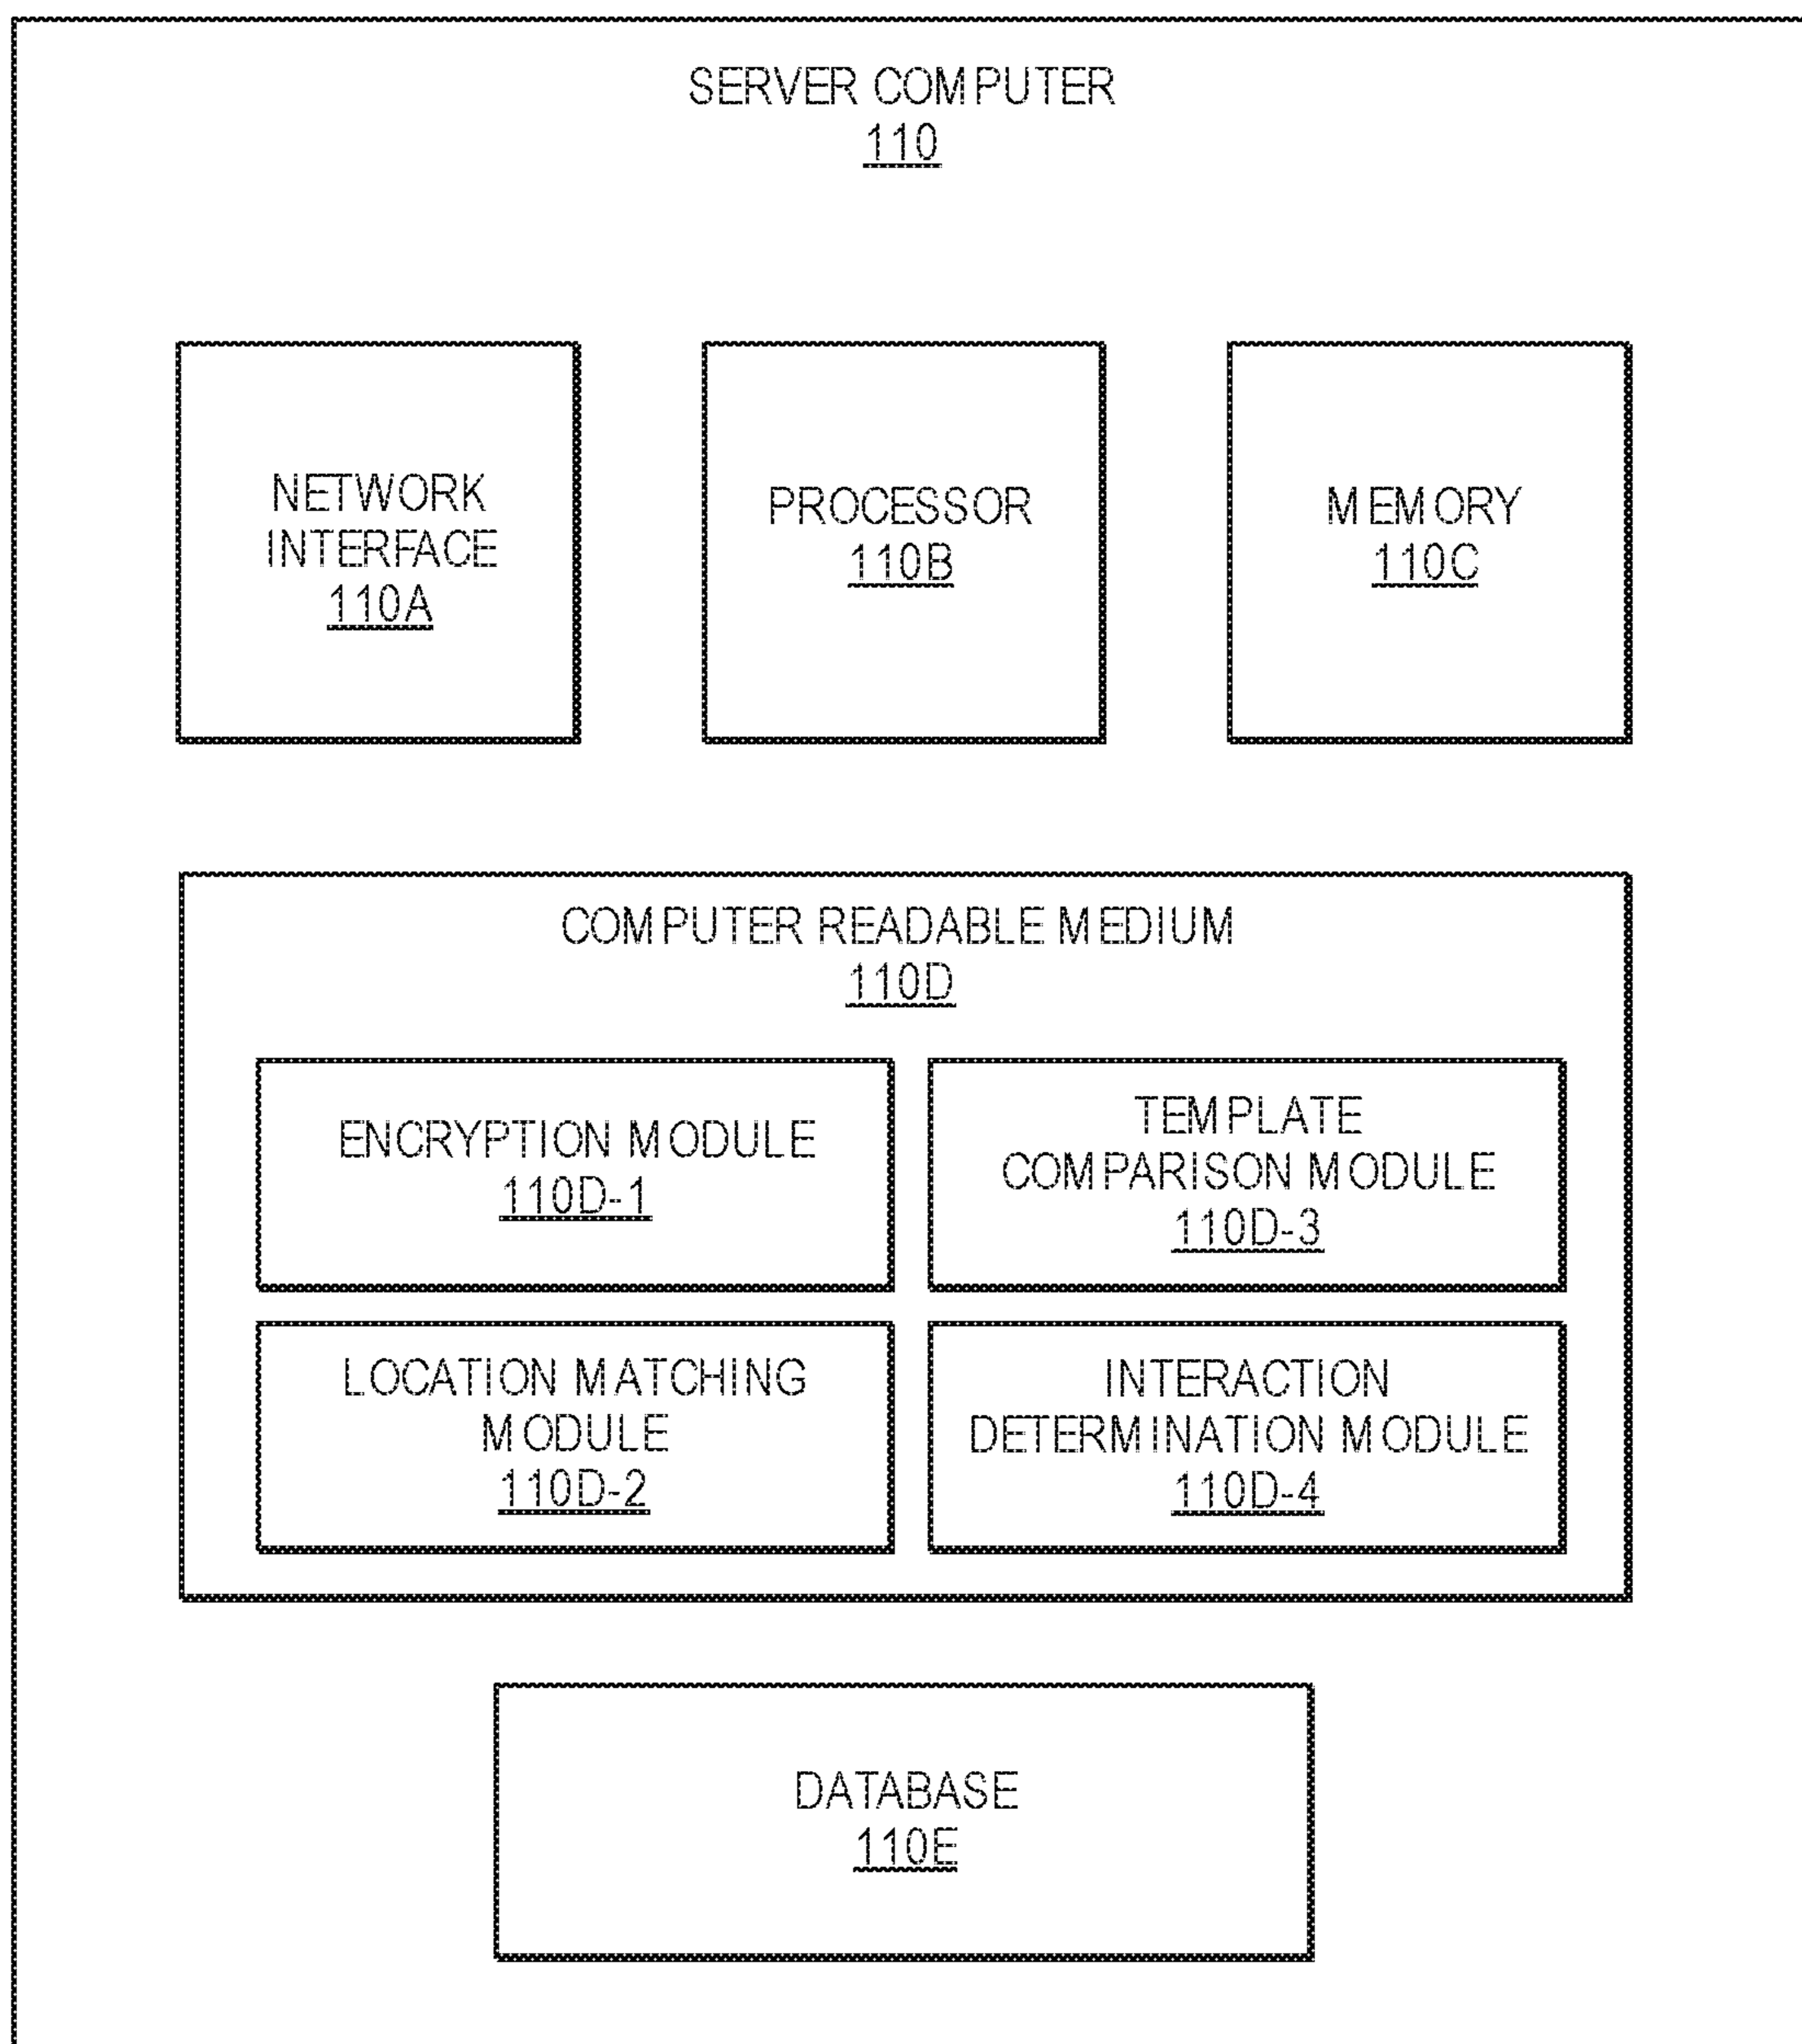 SERVER COMPUTER
110
NETWORK
INTERFACE
110A
PROCESSOR
110B
MEMORY
110C
COMPUTER READABLE MEDIUM
110D
ENCRYPTION MODULE
110D-1
TEMPLATE
COMPARISON MODULE
110D-3
LOCATION MATCHING
MODULE
110D-2
INTERACTION
DETERMINATION MODULE
110D-4
DATABASE
110E